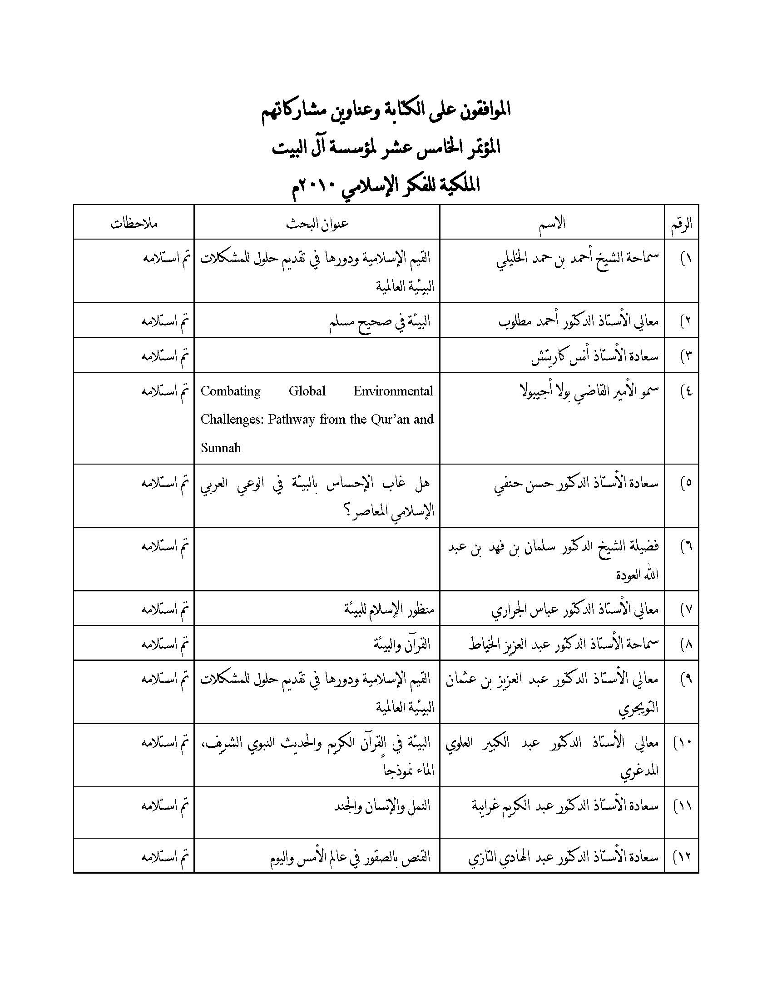 الموافقون على الكتابة وعناوين مشاركاتهم
المؤتمر الخامس عشر لمؤسسة آل البيت
الملكية للفكر الإسلامي ٢٠١٠م
الرقم الاسم عنوان البحث ملاحظات
١) سماحة الشيخ أحمد بن حمد الخليلي القيم الإسلامية ودورها في تقديم حلول للمشكلات تم استلامه
البيئية العالمية
٢) معالي الأستاذ الدكتور أحمد مطلوب البيئة في صحيح مسلم تم استلامه
٣) سعادة الأستاذ أنس كاريتش تم استلامه
٤) سمو الأمير القاضي بولا أجيبولا Combating Global Environmental تم استلامه
Challenges: Pathway from the Qur’an and
Sunnah
٥) سعادة الأستاذ الدكتور حسن حنفي هل غاب الإحساس بالبيئة في الوعي العربي تم استلامه
الإسلامي المعاصر؟
٦) فضيلة الشيخ الدكتور سلمان بن فهد بن عبد تم استلامه
الله العودة
٧) معالي الأستاذ الدكتور عباس الجراري منظور الإسلام للبيئة تم استلامه
٨) سماحة الأستاذ الدكتور عبد العزيز الخياط القرآن والبيئة تم استلامه
٩) معالي الأستاذ الدكتور عبد العزيز بن عثمان القيم الإسلامية ودورها في تقديم حلول للمشكلات تم استلامه
التويجري البيئية العالمية
١٠) معالي الأستاذ الدكتور عبد الكبير العلوي البيئة في القرآن الكريم والحديث النبوي الشريف، تم استلامه
المدغري الماء نموذجاً
١١) سعادة الأستاذ الدكتور عبد الكريم غرايبة النمل والإنسان والجند تم استلامه
١٢) سعادة الأستاذ الدكتور عبد الهادي التازي القنص بالصقور في عالم الأمس واليوم تم استلامه